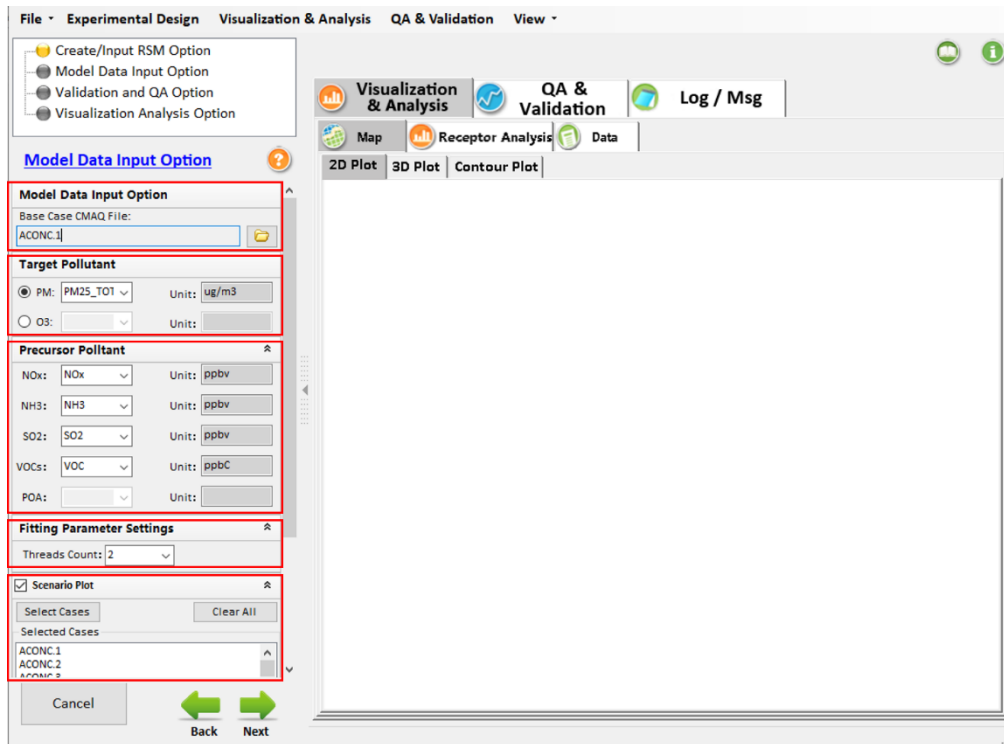 File Experimental Design Visualization & Analysis QA & Validation View
Create/Input RSM Option
Model Data Input Option
Validation and QA Option
Visualization Analysis Option
Model Data Input Option
Model Data Input Option
Base Case CMAQ File:
ACONC.1
Target Pollutant
PM: PM25_TOT Unit: ug/m3
O3: Unit:
Precursor Polltant
NOx: NOx Unit: ppbv
NH3: NH3 Unit: ppbv
SO2: SO2 Unit: ppbv
VOCs: VOC Unit: ppbC
POA: Unit:
Fitting Parameter Settings
Threads Count: 2
Scenario Plot
Select Cases Clear All
Selected Cases
ACONC.1
ACONC.2
Cancel
Back Next
Visualization & Analysis
QA & Validation
Log / Msg
Map Receptor Analysis Data
2D Plot 3D Plot Contour Plot